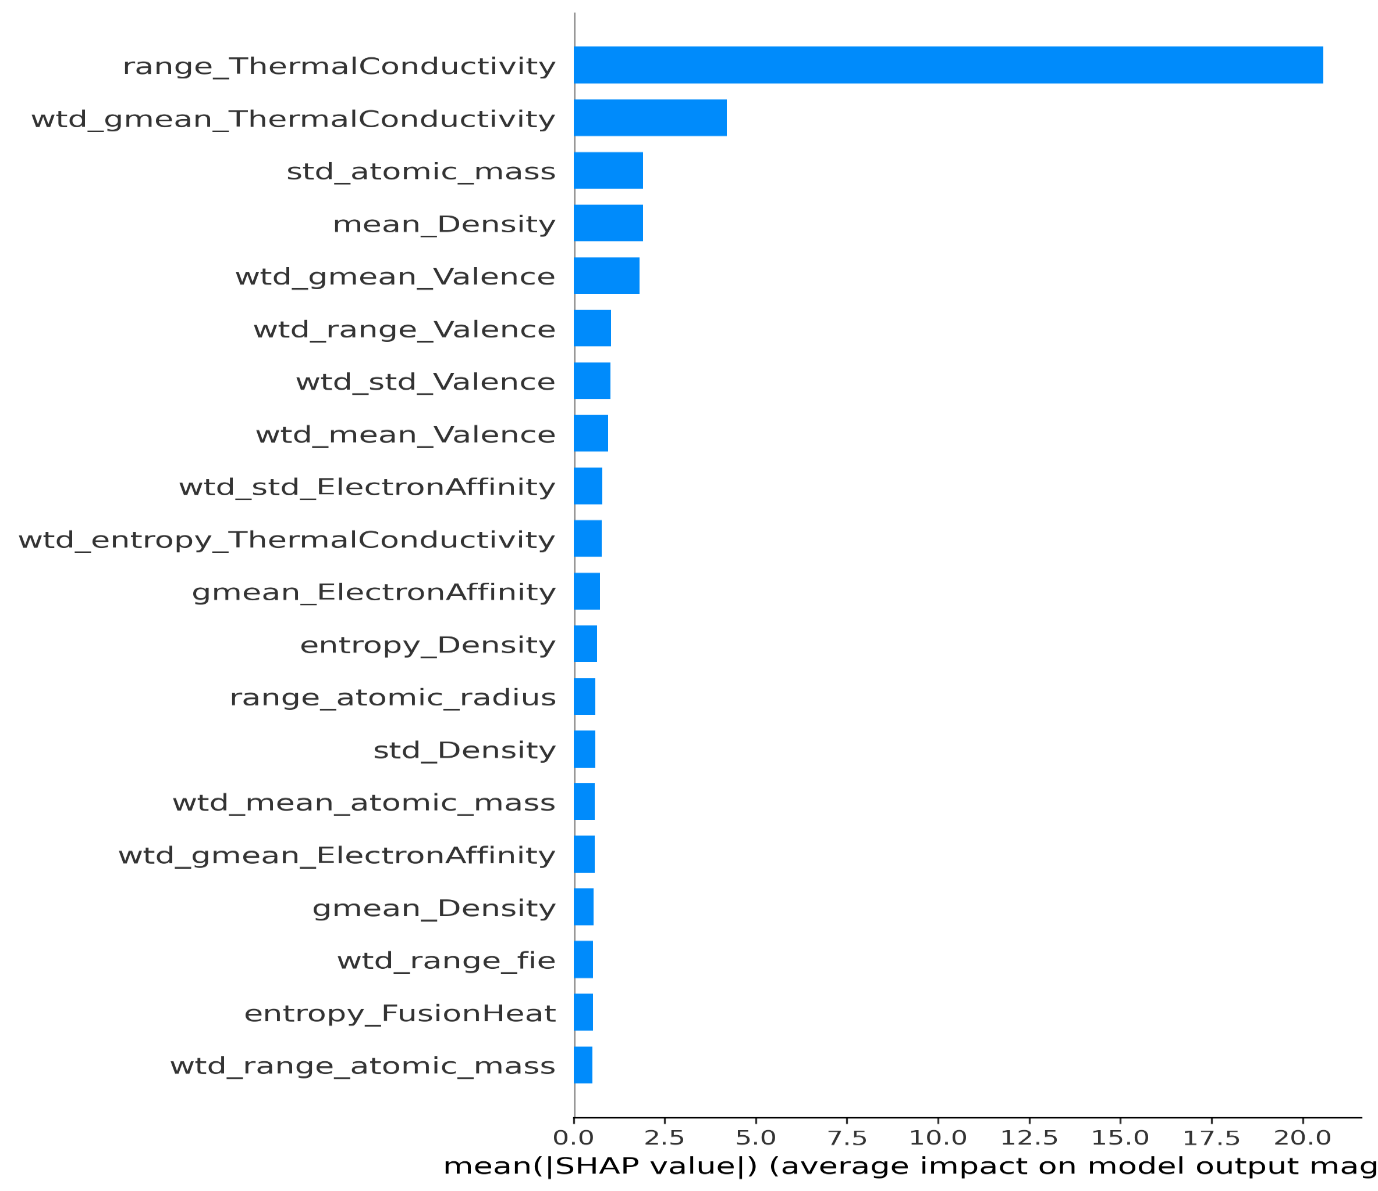 range_ThermalConductivity
wtd_gmean_ThermalConductivity
std_atomic_mass
mean_Density
wtd_gmean_Valence
wtd_range_Valence
wtd_std_Valence
wtd_mean_Valence
wtd_std_ElectronAffinity
wtd_entropy_ThermalConductivity
gmean_ElectronAffinity
entropy_Density
range_atomic_radius
std_Density
wtd_mean_atomic_mass
wtd_gmean_ElectronAffinity
gmean_Density
wtd_range_fie
entropy_FusionHeat
wtd_range_atomic_mass
0.0 2.5 5.0 7.5 10.0 12.5 15.0 17.5 20.0
mean(|SHAP value|) (average impact on model output mag